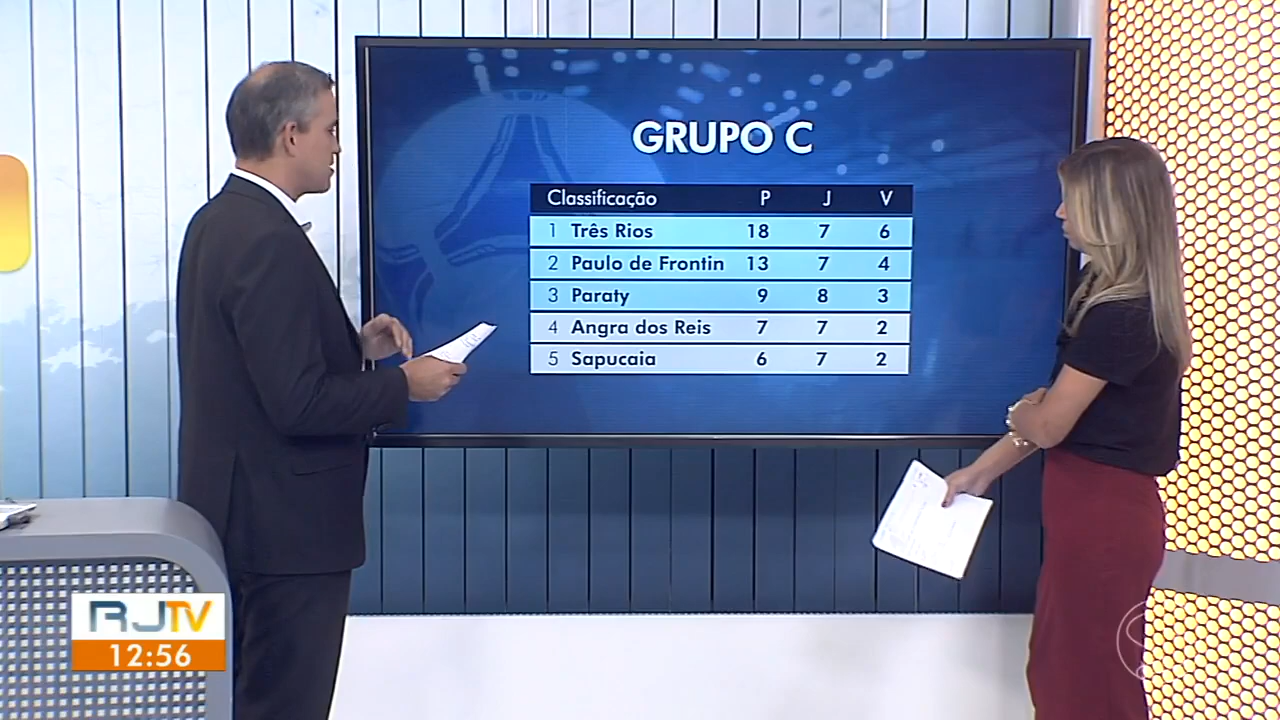 GRUPO C
Classificação P J V
1 Três Rios 18 7 6
2 Paulo de Frontin 13 7 4
3 Paraty 9 8 3
4 Angra dos Reis 7 7 2
5 Sapucaia 6 7 2
RJTV
12:56